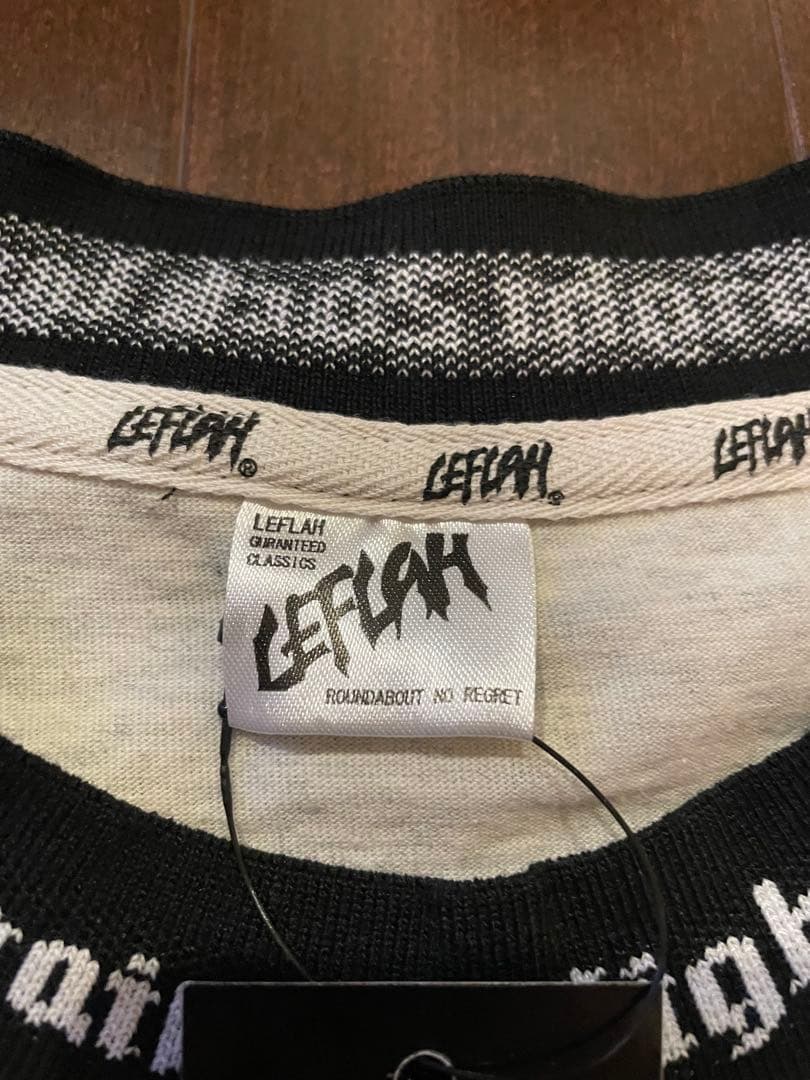 LEFLAH®
LEFLAH®
LEFLAH
LEFLAH
GURANTEED
CLASSICS
LEFLAH
ROUNDABOUT NO REGRET